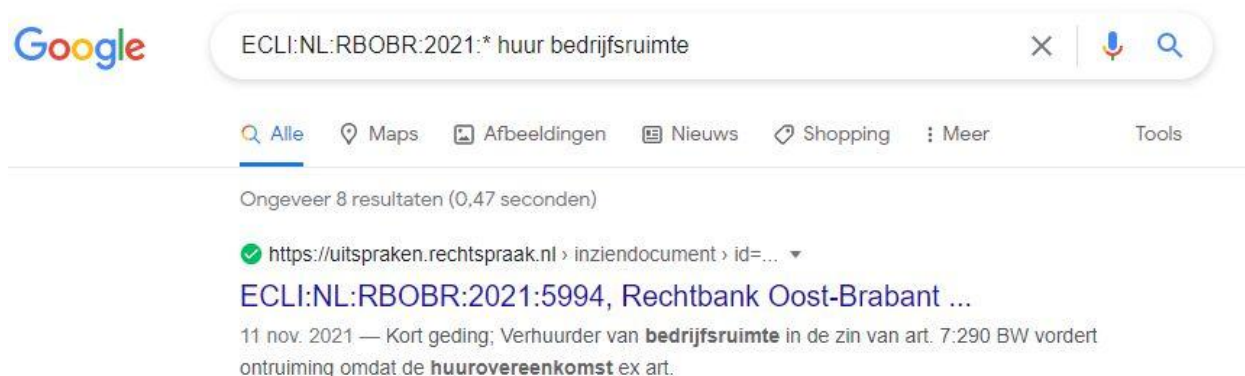 Google
ECLI:NL:RBOBR:2021:* huur bedrijfsruimte
Alle Maps Afbeeldingen Nieuws Shopping Meer Tools
Ongeveer 8 resultaten (0,47 seconden)
https://uitspraken.rechtspraak.nl › inziendocument › id=...
ECLI:NL:RBOBR:2021:5994, Rechtbank Oost-Brabant ...
11 nov. 2021 — Kort geding; Verhuurder van bedrijfsruimte in de zin van art. 7:290 BW vordert
ontruiming omdat de huurovereenkomst ex art.